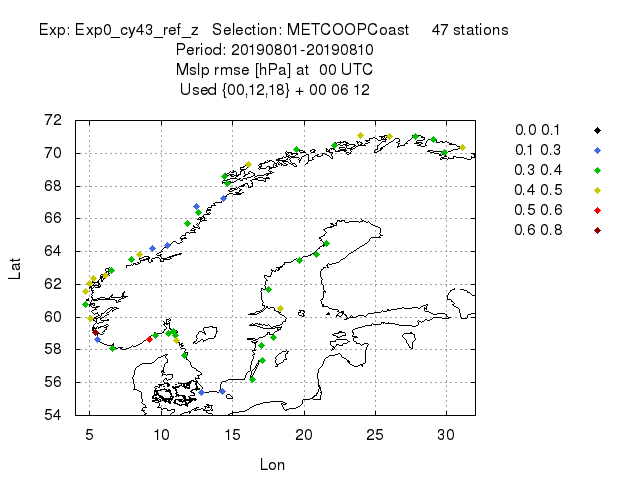 Exp: Exp0_cy43_ref_z Selection: METCOOPCoast 47 stations
Period: 20190801-20190810
Mslp rmse [hPa] at 00 UTC
Used {00,12,18} + 00 06 12
72
70
68
66
64
62
60
58
56
54
Lat
5 10 15 20 25 30
Lon
0.0 0.1
0.1 0.3
0.3 0.4
0.4 0.5
0.5 0.6
0.6 0.8